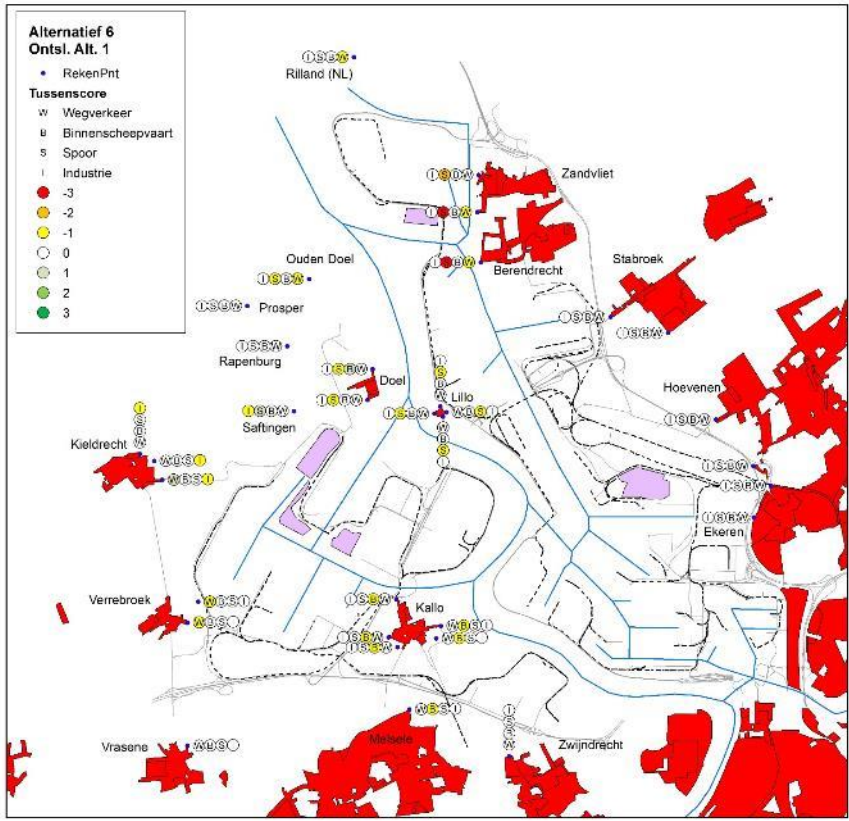 Alternatief 6
Ontsl. Alt. 1
RekenPnt
Tussenscore
W Wegverkeer
B Binnenscheepvaart
S Spoor
I Industrie
-3
-2
-1
0
1
2
3
I S B W
Rilland (NL)
I S W
Zandvliet
I S B W
Berendrecht
I B W
Ouden Doel
I S B W
I S W
Prosper
Stabroek
I S W
I S B W
I S B W
Rapenburg
I S W
Doel
I S W
I S B W
Saftingen
I S B W
Lillo
W S I
I S B W
W B S I
Hoevenen
I S B W
Kieldrecht
I S B W
W S I
W B S I
I S B W
I S B W
I S B W
Ekeren
Verrebroek
W S I
W S
I S B W
Kallo
W B S I
I S B W
W B S
I S W
W B S I
Melsele
I S B W
Zwijndrecht
Vrasene
W B S